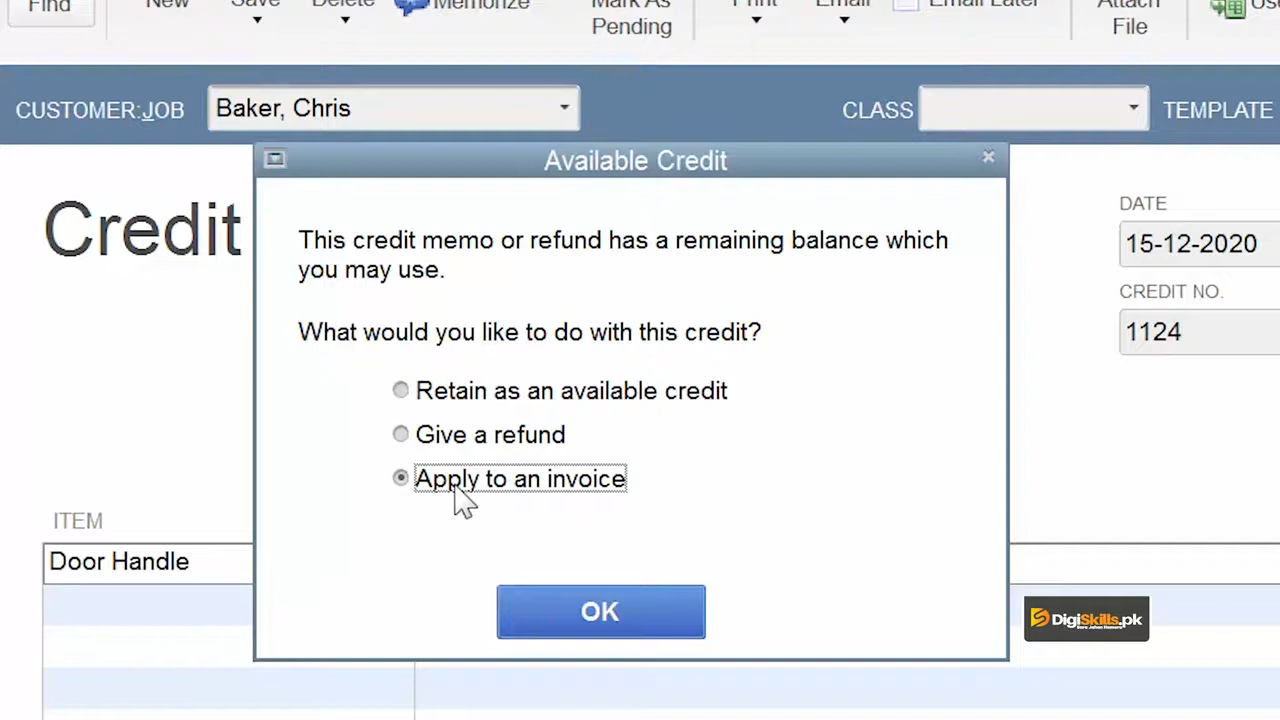 Find
New
Save
Delete
Memorize
Mark As
Pending
Print
Email
Email Later
Attach
File
CUSTOMER:JOB
Baker, Chris
CLASS
TEMPLATE
Available Credit
Credit
DATE
15-12-2020
CREDIT NO.
1124
This credit memo or refund has a remaining balance which
you may use.
What would you like to do with this credit?
Retain as an available credit
Give a refund
Apply to an invoice
ITEM
Door Handle
OK
DigiSkills.pk